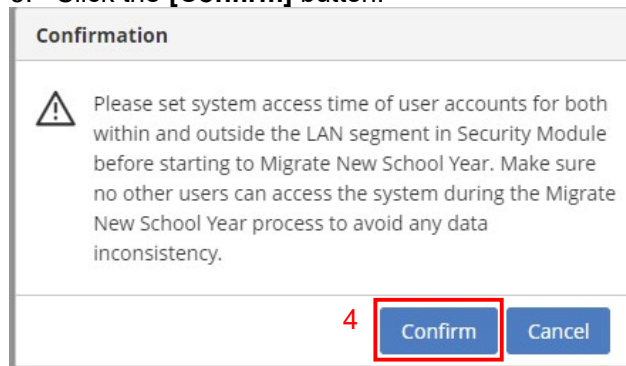 Click the [Confirm] button.
Confirmation
Please set system access time of user accounts for both
within and outside the LAN segment in Security Module
before starting to Migrate New School Year. Make sure
no other users can access the system during the Migrate
New School Year process to avoid any data
inconsistency.
4
Confirm
Cancel